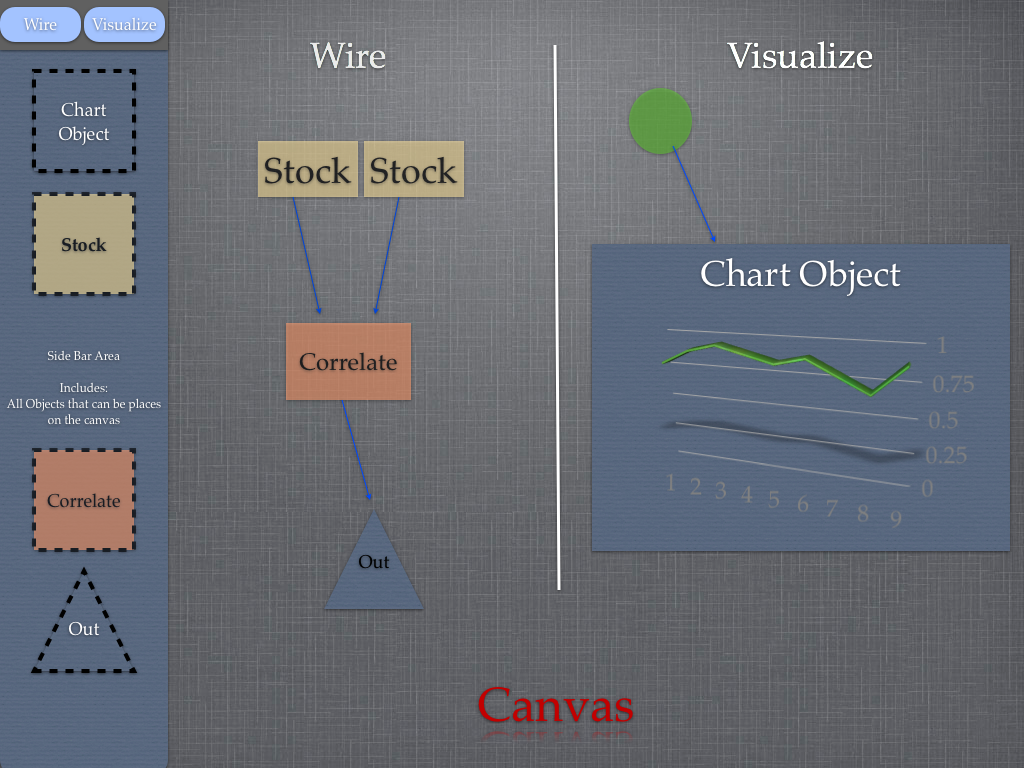 Wire
Visualize
Chart
Object
Stock
Side Bar Area
Includes:
All Objects that can be places
on the canvas
Correlate
Out
Wire
Stock
Stock
Correlate
Out
Visualize
Chart Object
1
0.75
0.5
0.25
0
1 2 3 4 5 6 7 8 9
Canvas